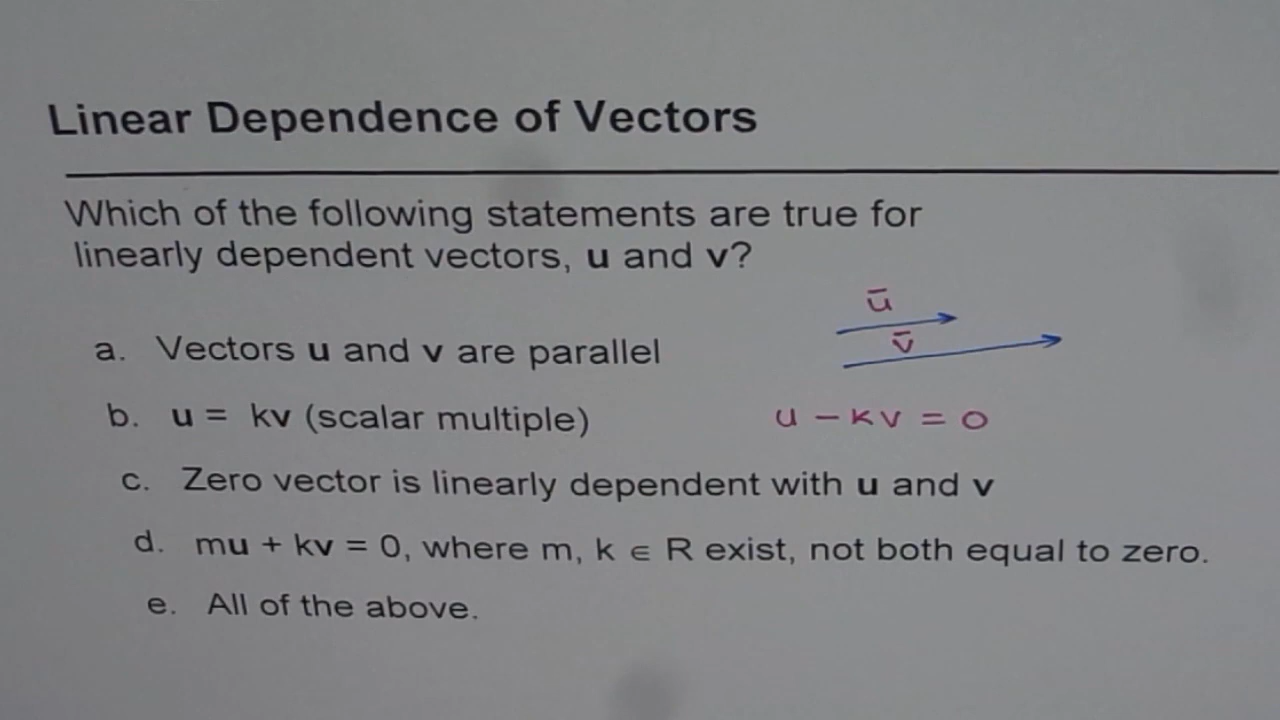 Linear Dependence of Vectors
Which of the following statements are true for
linearly dependent vectors, u and v?
ū
v̄
a. Vectors u and v are parallel
b. u = kv (scalar multiple)
u – kv = 0
c. Zero vector is linearly dependent with u and v
d. mu + kv = 0, where m, k ∊ R exist, not both equal to zero.
e. All of the above.